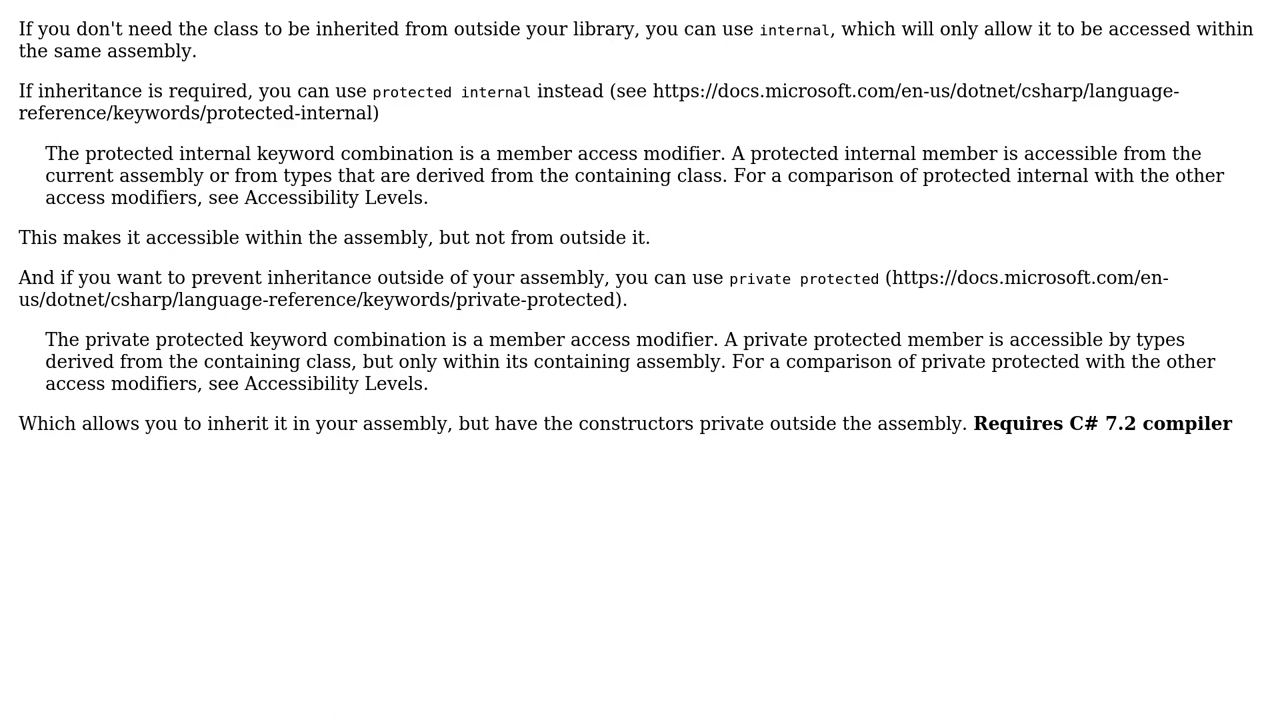 If you don't need the class to be inherited from outside your library, you can use internal, which will only allow it to be accessed within
the same assembly.
If inheritance is required, you can use protected internal instead (see https://docs.microsoft.com/en-us/dotnet/csharp/language-
reference/keywords/protected-internal)
The protected internal keyword combination is a member access modifier. A protected internal member is accessible from the
current assembly or from types that are derived from the containing class. For a comparison of protected internal with the other
access modifiers, see Accessibility Levels.
This makes it accessible within the assembly, but not from outside it.
And if you want to prevent inheritance outside of your assembly, you can use private protected (https://docs.microsoft.com/en-
us/dotnet/csharp/language-reference/keywords/private-protected).
The private protected keyword combination is a member access modifier. A private protected member is accessible by types
derived from the containing class, but only within its containing assembly. For a comparison of private protected with the other
access modifiers, see Accessibility Levels.
Which allows you to inherit it in your assembly, but have the constructors private outside the assembly. Requires C# 7.2 compiler